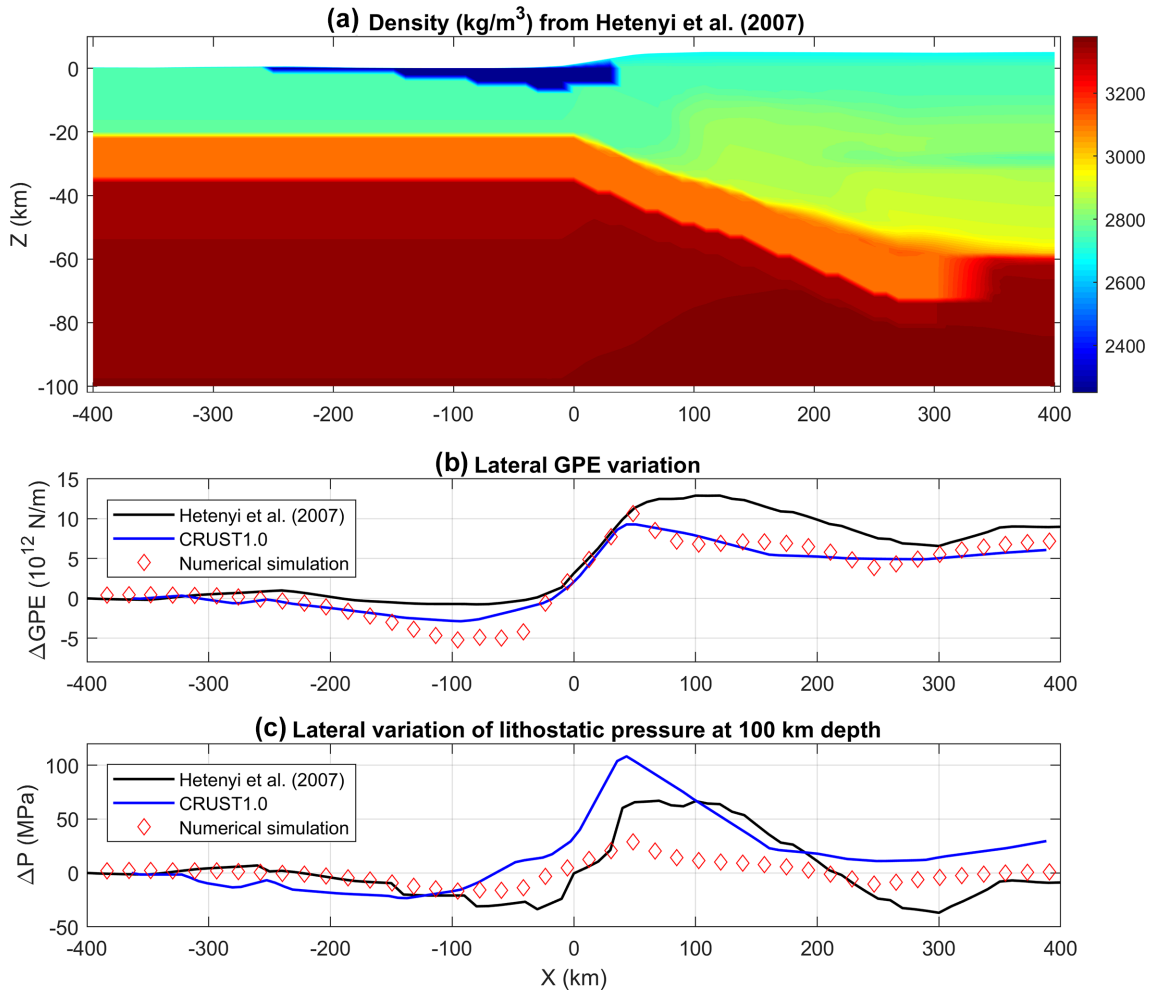 (a) Density (kg/m3) from Hetenyi et al. (2007)
0
-20
-40
-60
-80
-100
Z (km)
-400 -300 -200 -100 0 100 200 300 400
3200
3000
2800
2600
2400
(b) Lateral GPE variation
15
10
5
0
-5
ΔGPE (10^12 N/m)
Hetenyi et al. (2007)
CRUST1.0
Numerical simulation
-400 -300 -200 -100 0 100 200 300 400
(c) Lateral variation of lithostatic pressure at 100 km depth
100
50
0
-50
ΔP (MPa)
Hetenyi et al. (2007)
CRUST1.0
Numerical simulation
-400 -300 -200 -100 0 100 200 300 400
X (km)